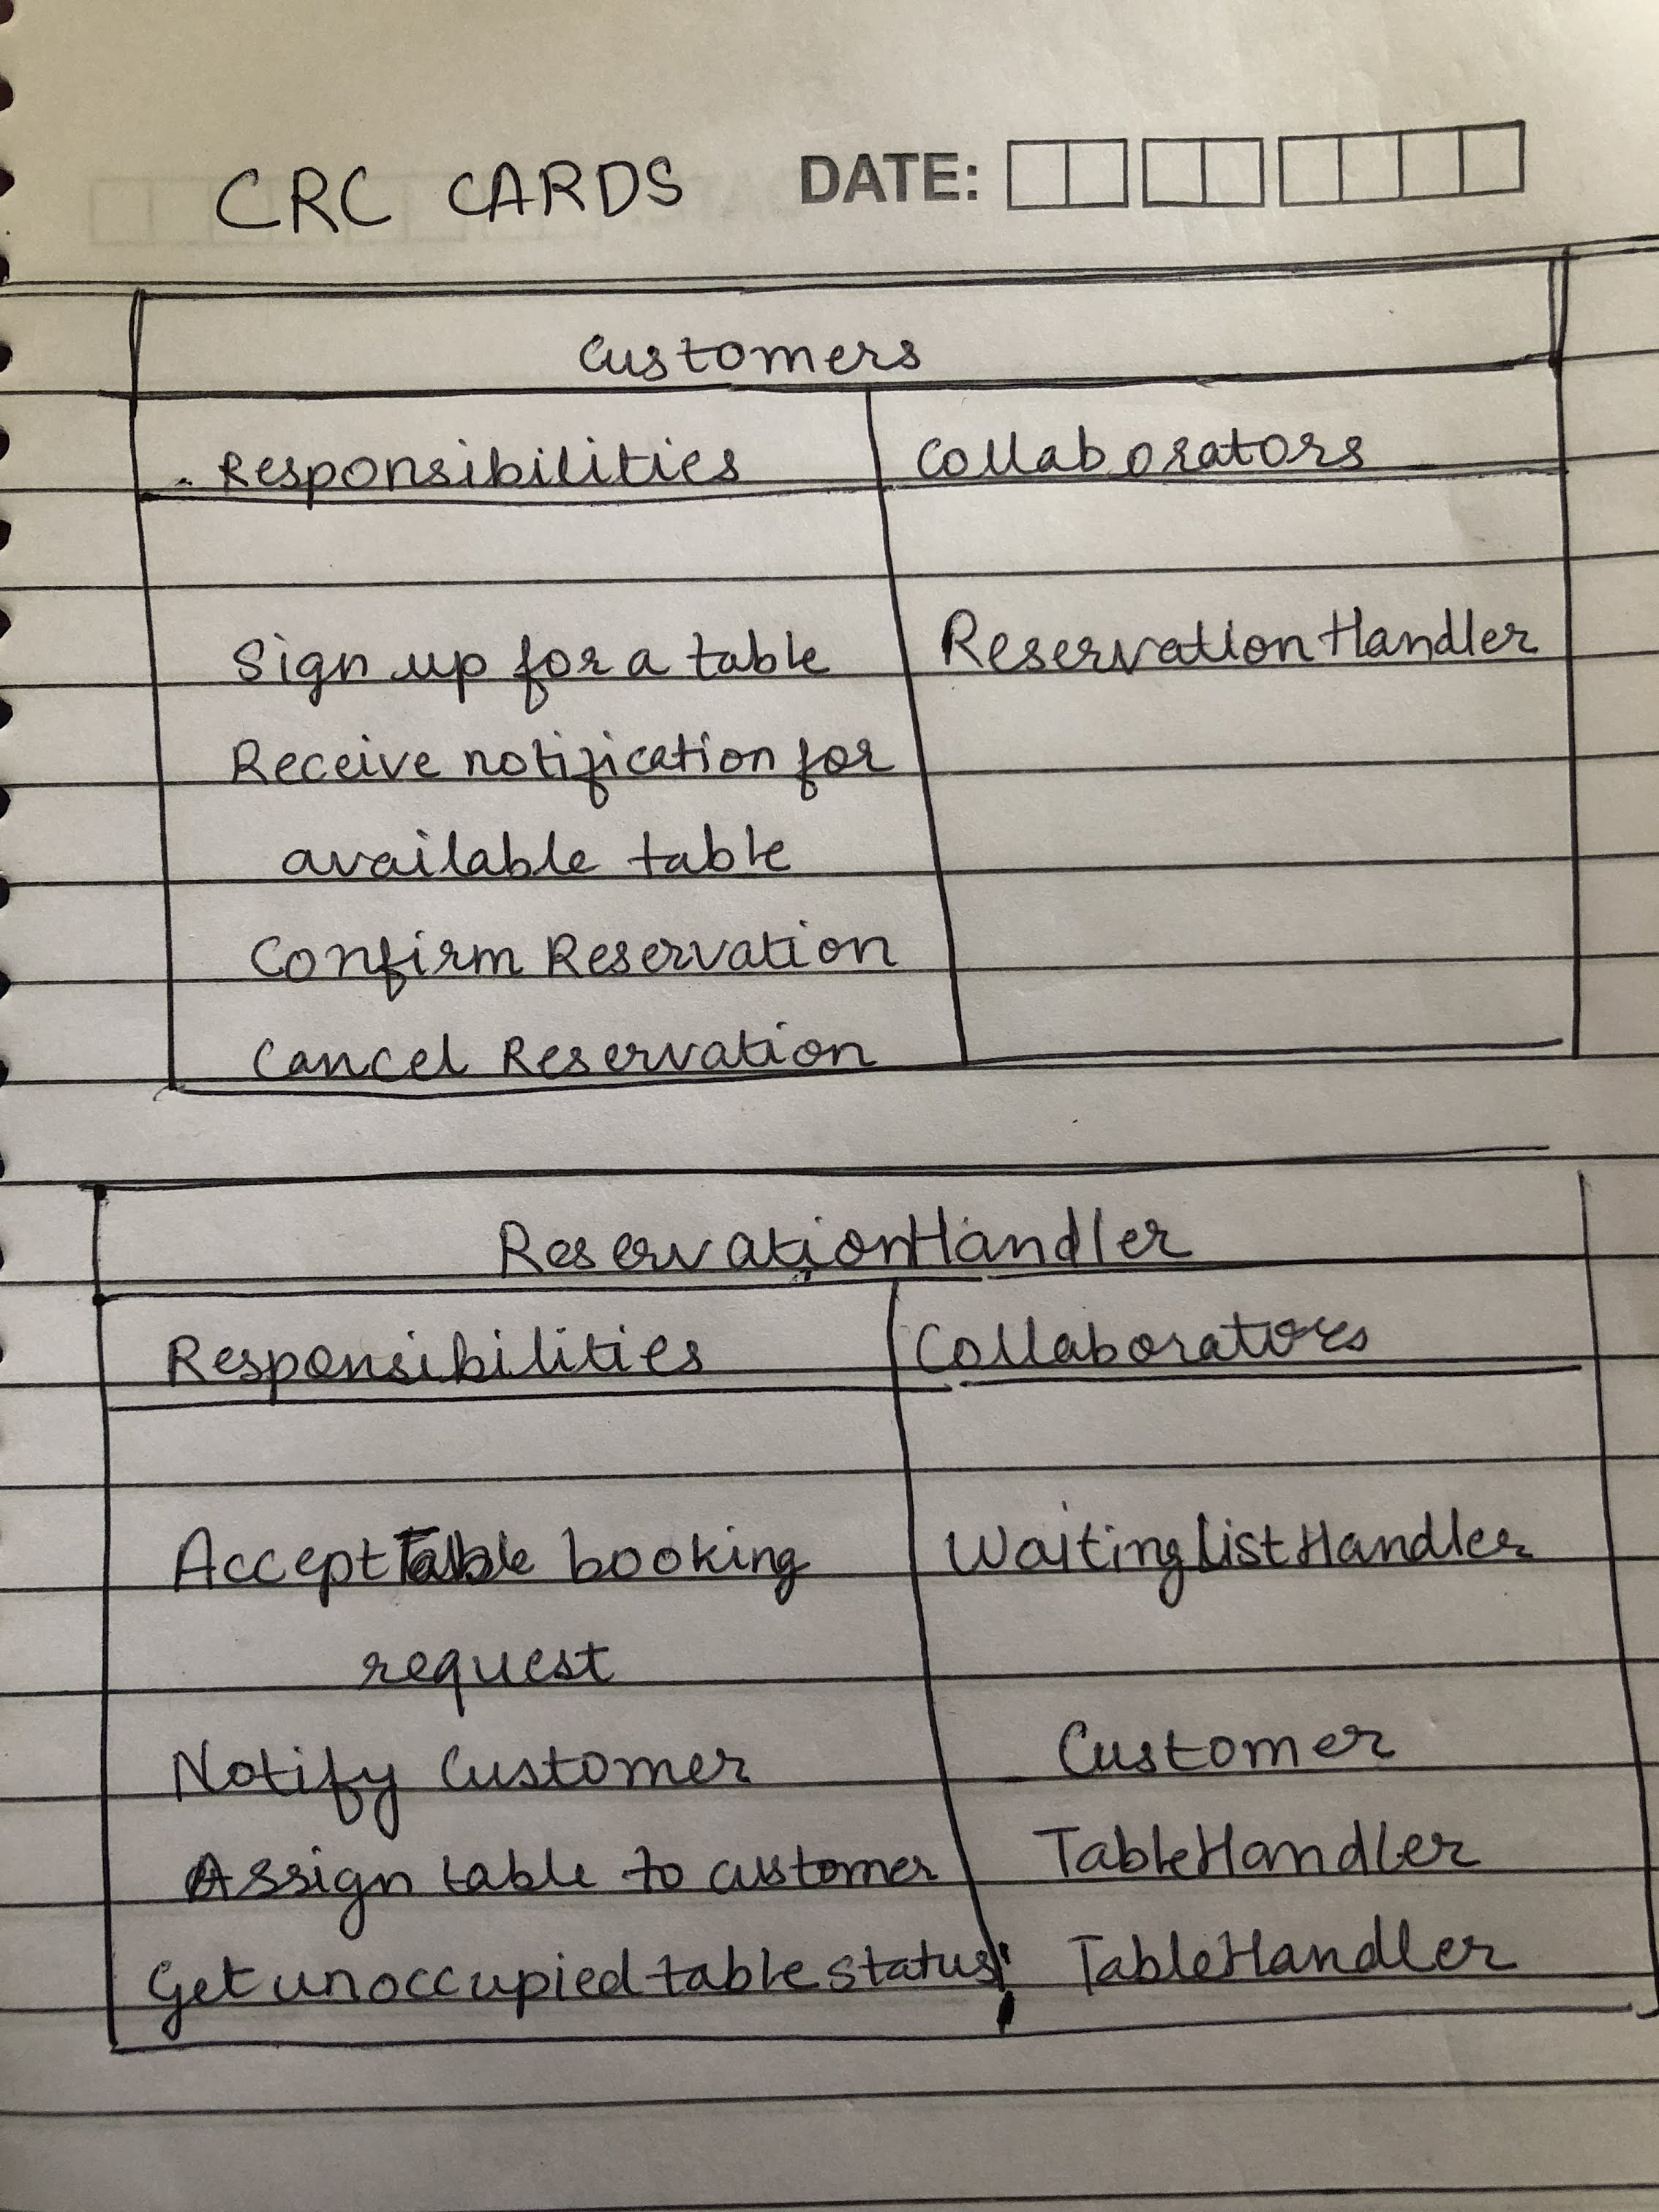 CRC CARDS DATE:
Customers
Responsibilities Collaborators
Sign up for a table ReservationHandler
Receive notification for
available table
Confirm Reservation
Cancel Reservation
ReservationHandler
Responsibilities Collaborators
Accept Table booking WaitinglistHandler
request
Notify Customer Customer
Assign table to customer TableHandler
Get unoccupied table status TableHandler